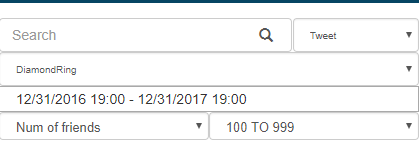 Search
Tweet
DiamondRing
12/31/2016 19:00 - 12/31/2017 19:00
Num of friends
100 TO 999